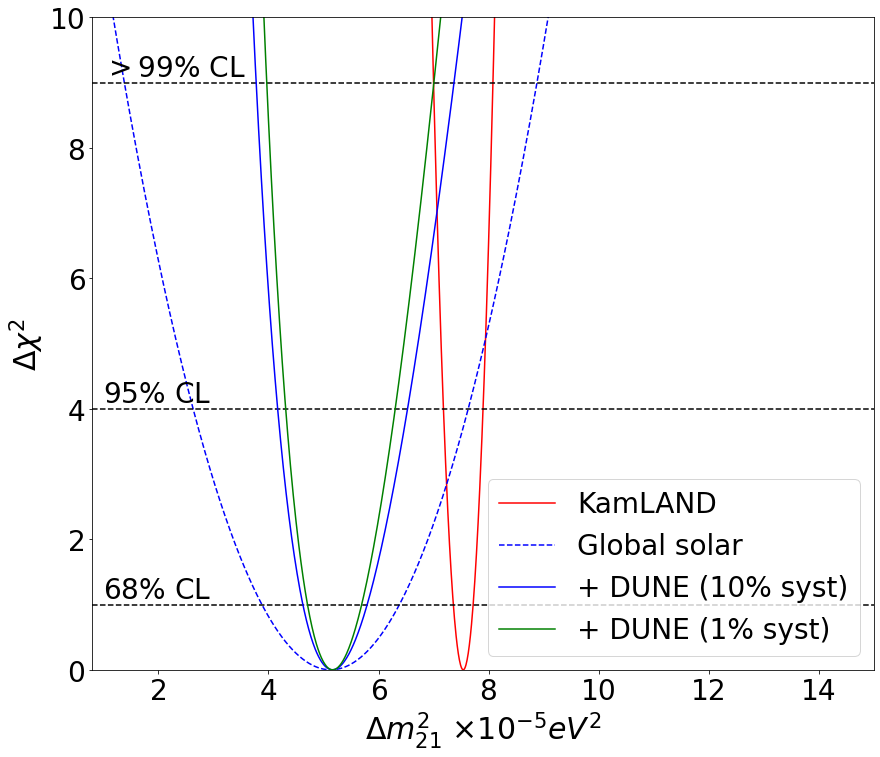 10
> 99% CL
8
6
Δχ²
95% CL
4
KamLAND
Global solar
2
+ DUNE (10% syst)
68% CL
+ DUNE (1% syst)
0
2 4 6 8 10 12 14
Δm²₂₁ ×10⁻⁵eV²